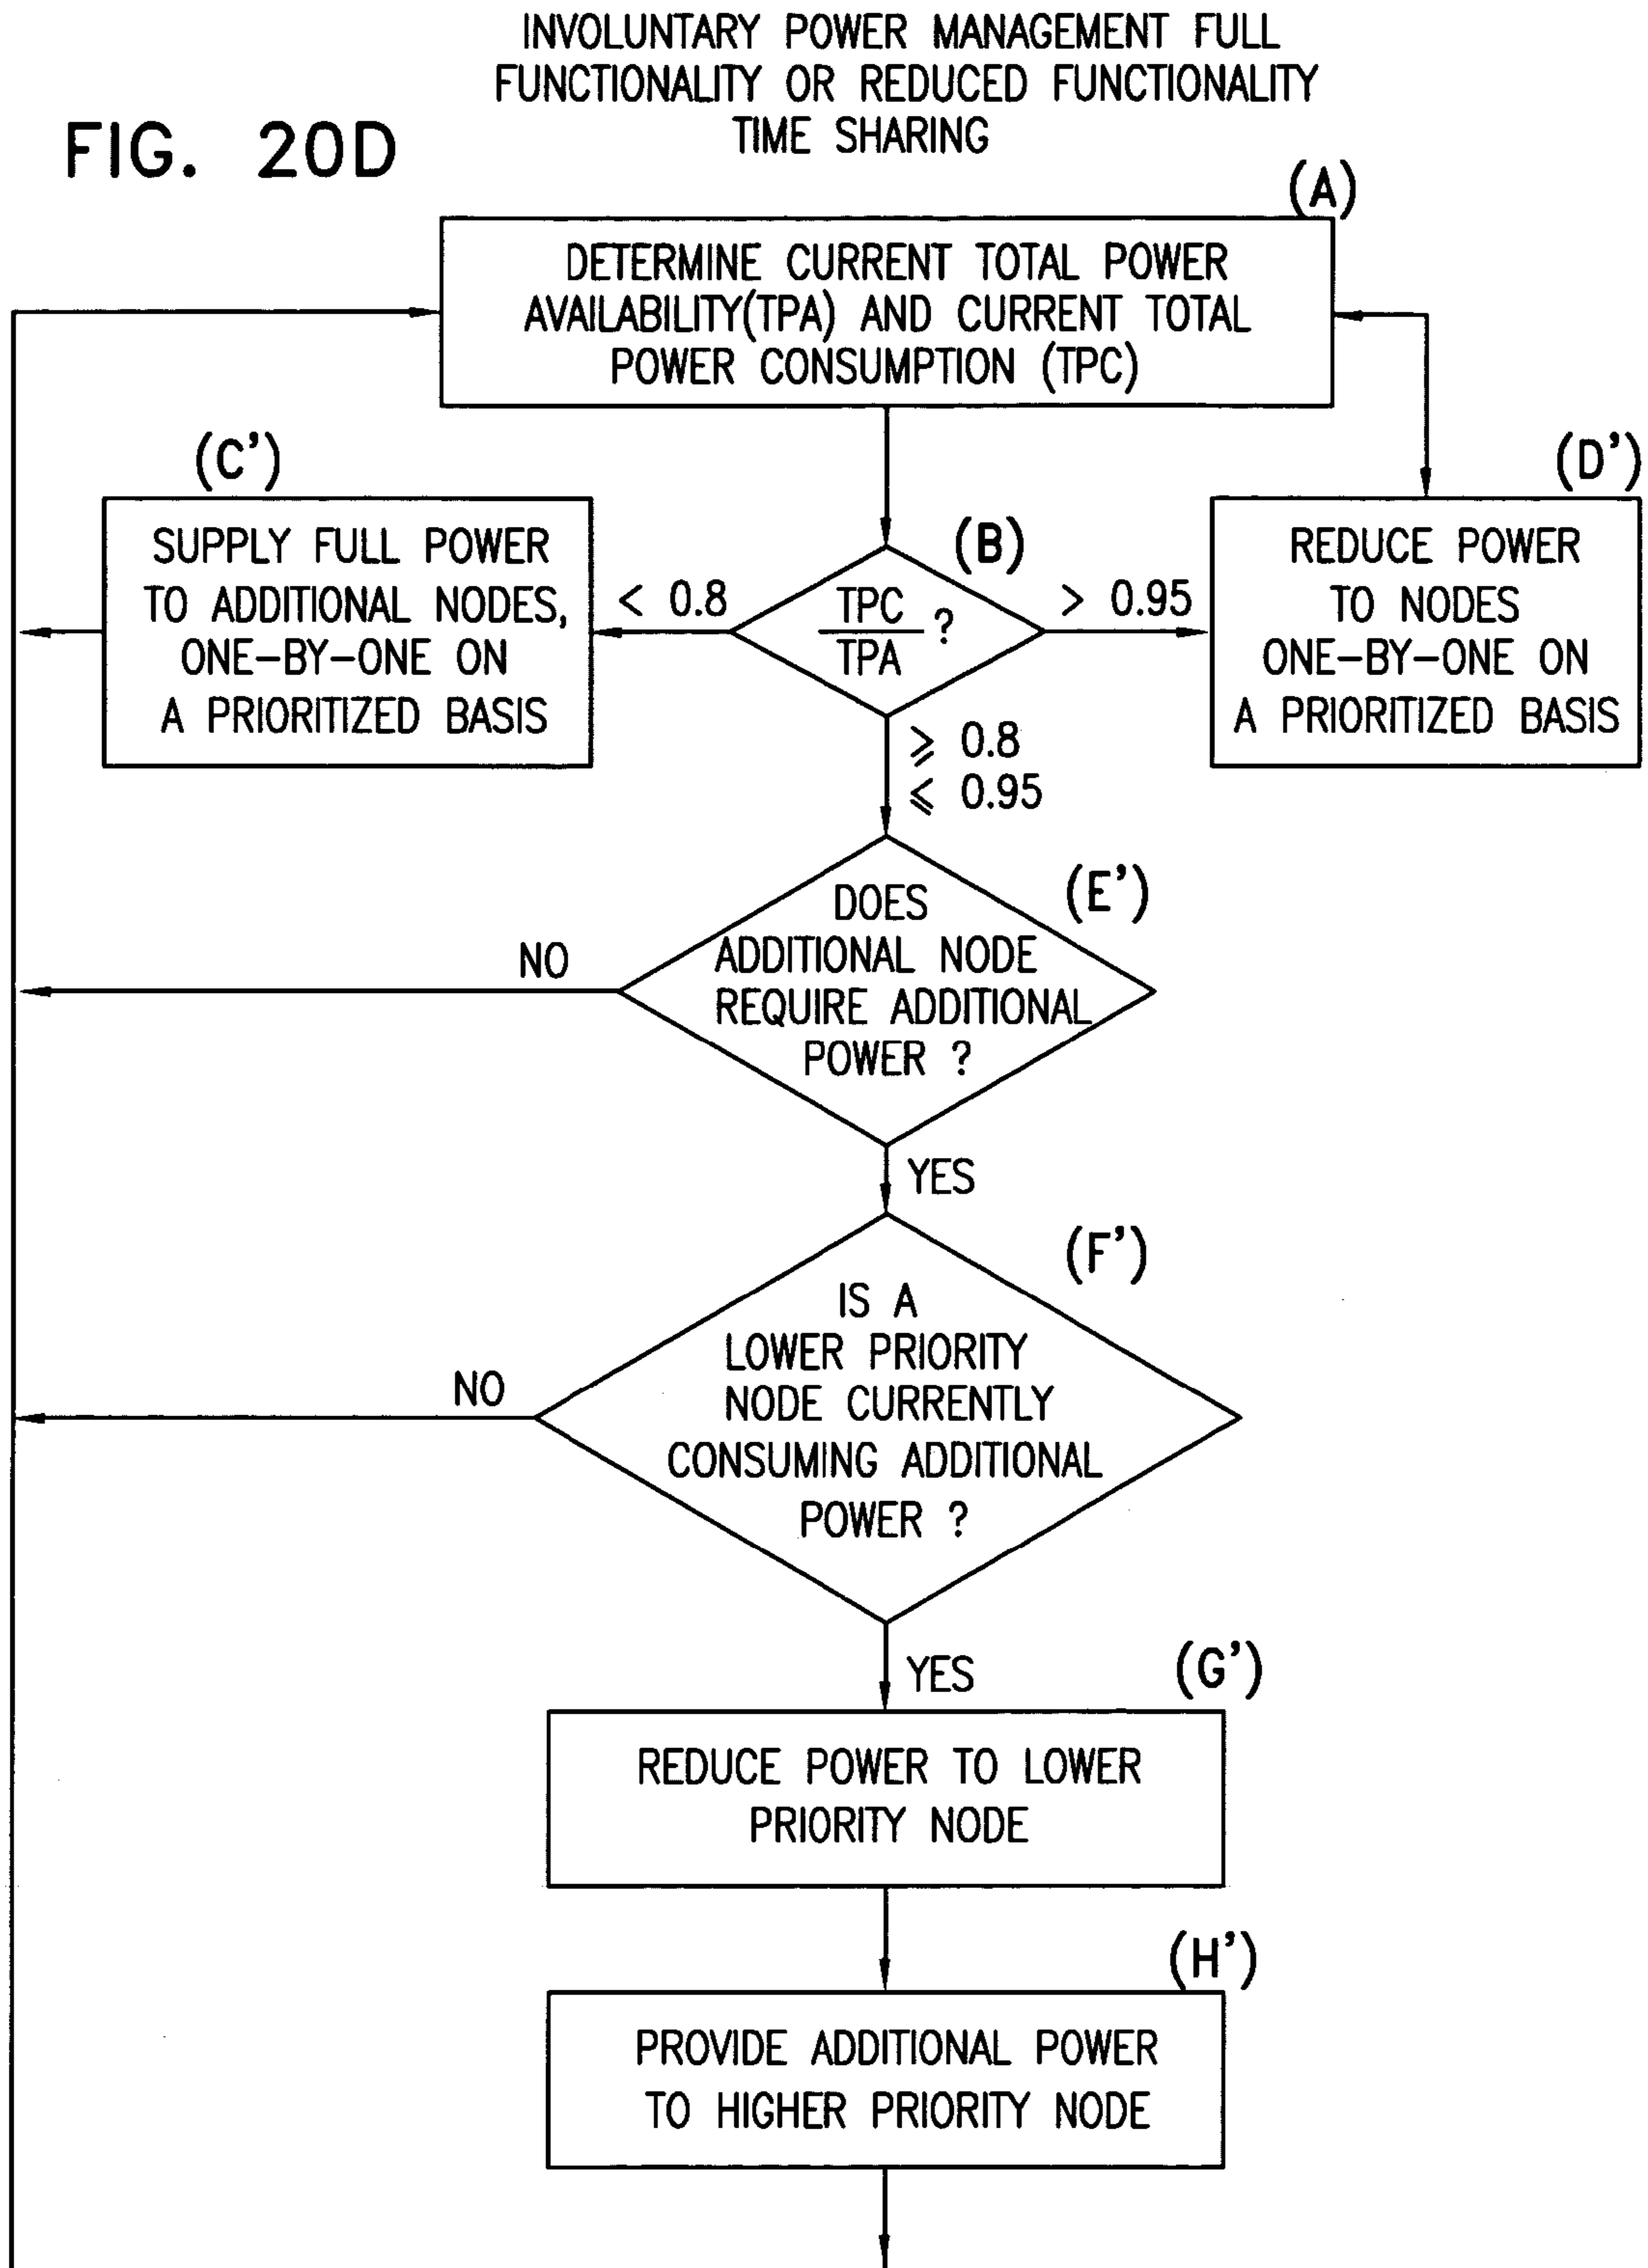 INVOLUNTARY POWER MANAGEMENT FULL
FUNCTIONALITY OR REDUCED FUNCTIONALITY
TIME SHARING
FIG. 20D
(A)
DETERMINE CURRENT TOTAL POWER
AVAILABILITY(TPA) AND CURRENT TOTAL
POWER CONSUMPTION (TPC)
(C')
SUPPLY FULL POWER
TO ADDITIONAL NODES,
ONE-BY-ONE ON
A PRIORITIZED BASIS
< 0.8
(B)
TPC
TPA
?
> 0.95
(D')
REDUCE POWER
TO NODES
ONE-BY-ONE ON
A PRIORITIZED BASIS
⩾ 0.8
⩽ 0.95
(E')
DOES
ADDITIONAL NODE
REQUIRE ADDITIONAL
POWER ?
NO
YES
(F')
IS A
LOWER PRIORITY
NODE CURRENTLY
CONSUMING ADDITIONAL
POWER ?
NO
YES
(G')
REDUCE POWER TO LOWER
PRIORITY NODE
(H')
PROVIDE ADDITIONAL POWER
TO HIGHER PRIORITY NODE